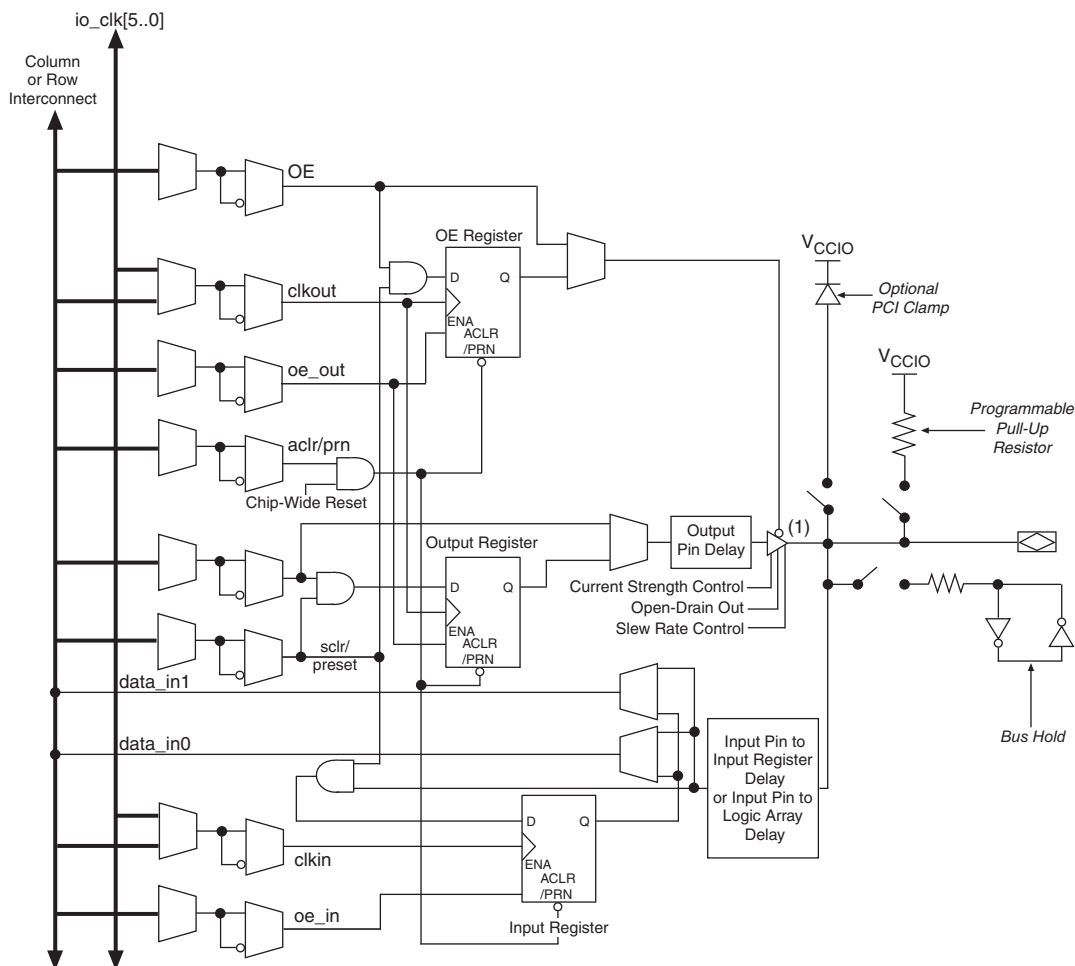 io_clk[5..0]
Column
or Row
Interconnect
OE
OE Register
D
Q
ENA
ACLR
/PRN
clkout
oe_out
aclr/prn
Chip-Wide Reset
VCCIO
Optional
PCI Clamp
VCCIO
Programmable
Pull-Up
Resistor
Output Register
D
Q
ENA
ACLR
/PRN
Output
Pin Delay
(1)
Current Strength Control
Open-Drain Out
Slew Rate Control
sclr/
preset
data_in1
data_in0
Bus Hold
Input Pin to
Input Register
Delay
or Input Pin to
Logic Array
Delay
D
Q
ENA
ACLR
/PRN
clkin
oe_in
Input Register